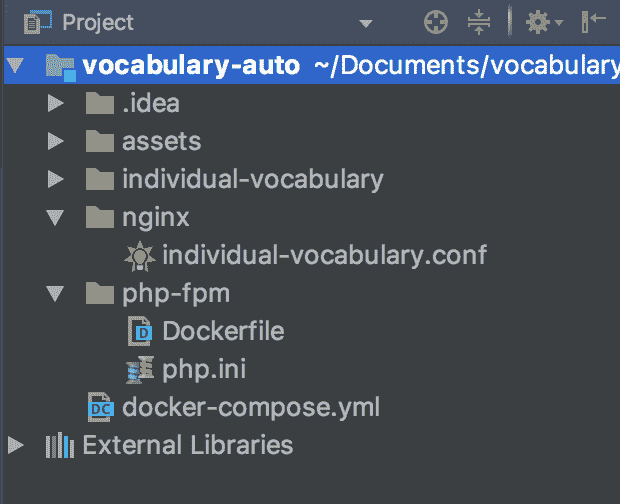 Project
vocabulary-auto ~/Documents/vocabulary
.idea
assets
individual-vocabulary
nginx
individual-vocabulary.conf
php-fpm
D Dockerfile
php.ini
DC docker-compose.yml
External Libraries